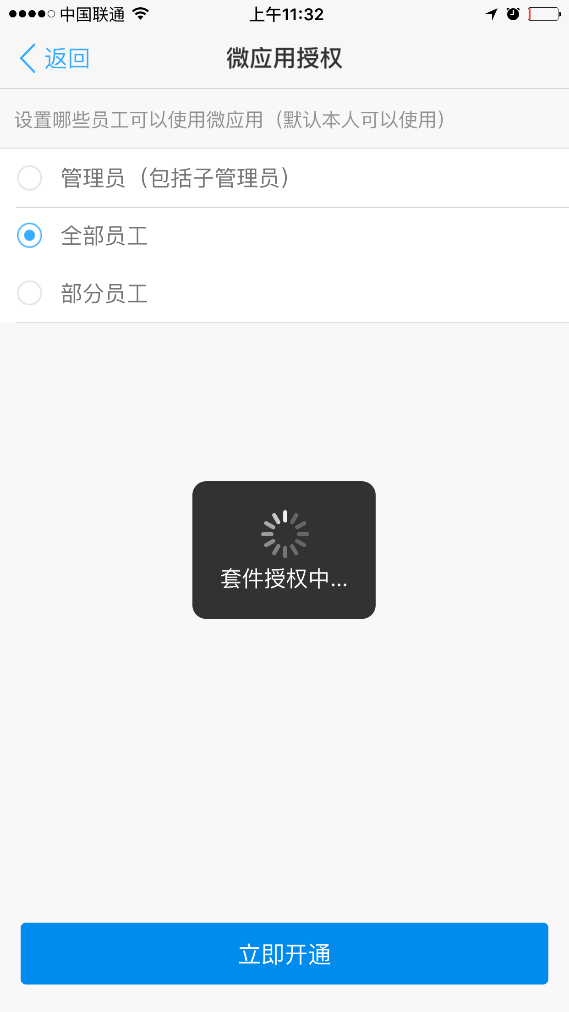 中国联通 上午11:32
返回 微应用授权
设置哪些员工可以使用微应用（默认本人可以使用）
管理员（包括子管理员）
全部员工
部分员工
套件授权中...
立即开通